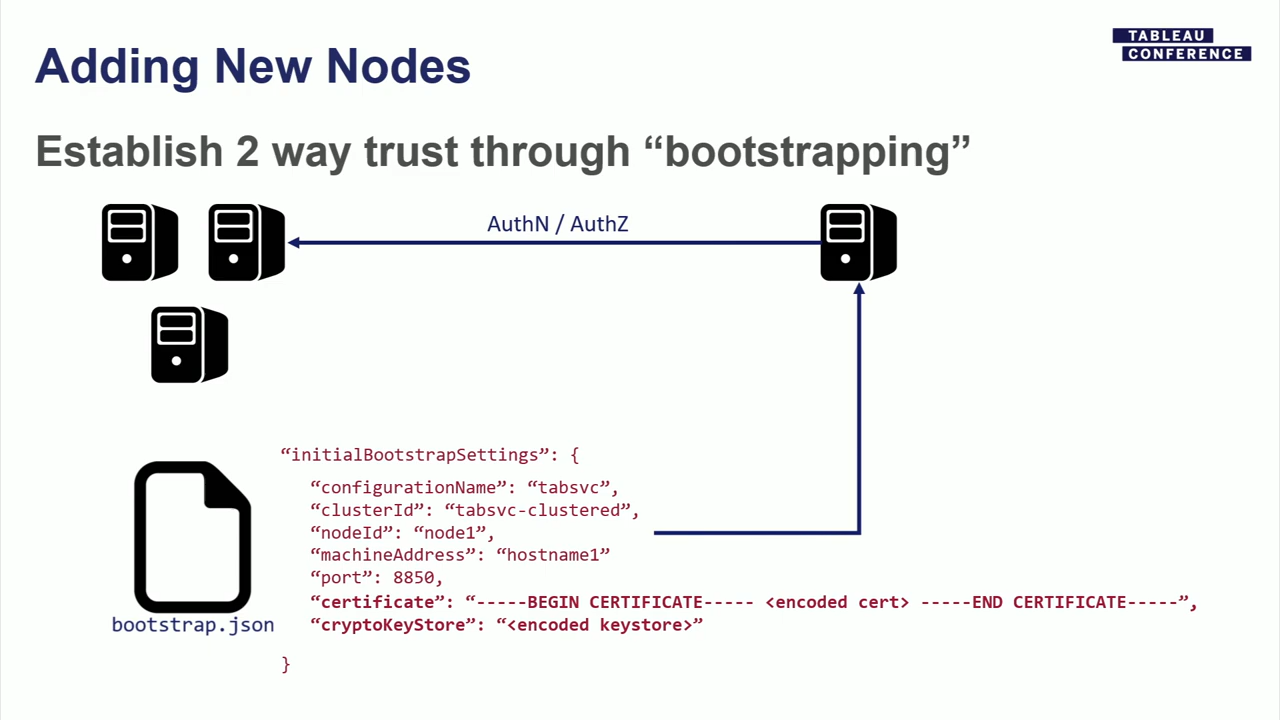 TABLEAU
CONFERENCE
Adding New Nodes
Establish 2 way trust through “bootstrapping”
AuthN / AuthZ
“initialBootstrapSettings”: {
“configurationName”: “tabsvc”,
“clusterId”: “tabsvc-clustered”,
“nodeId”: “node1”,
“machineAddress”: “hostname1”
“port”: 8850,
“certificate”: “-----BEGIN CERTIFICATE----- <encoded cert> -----END CERTIFICATE-----”,
“cryptoKeyStore”: “<encoded keystore>”
}
bootstrap.json